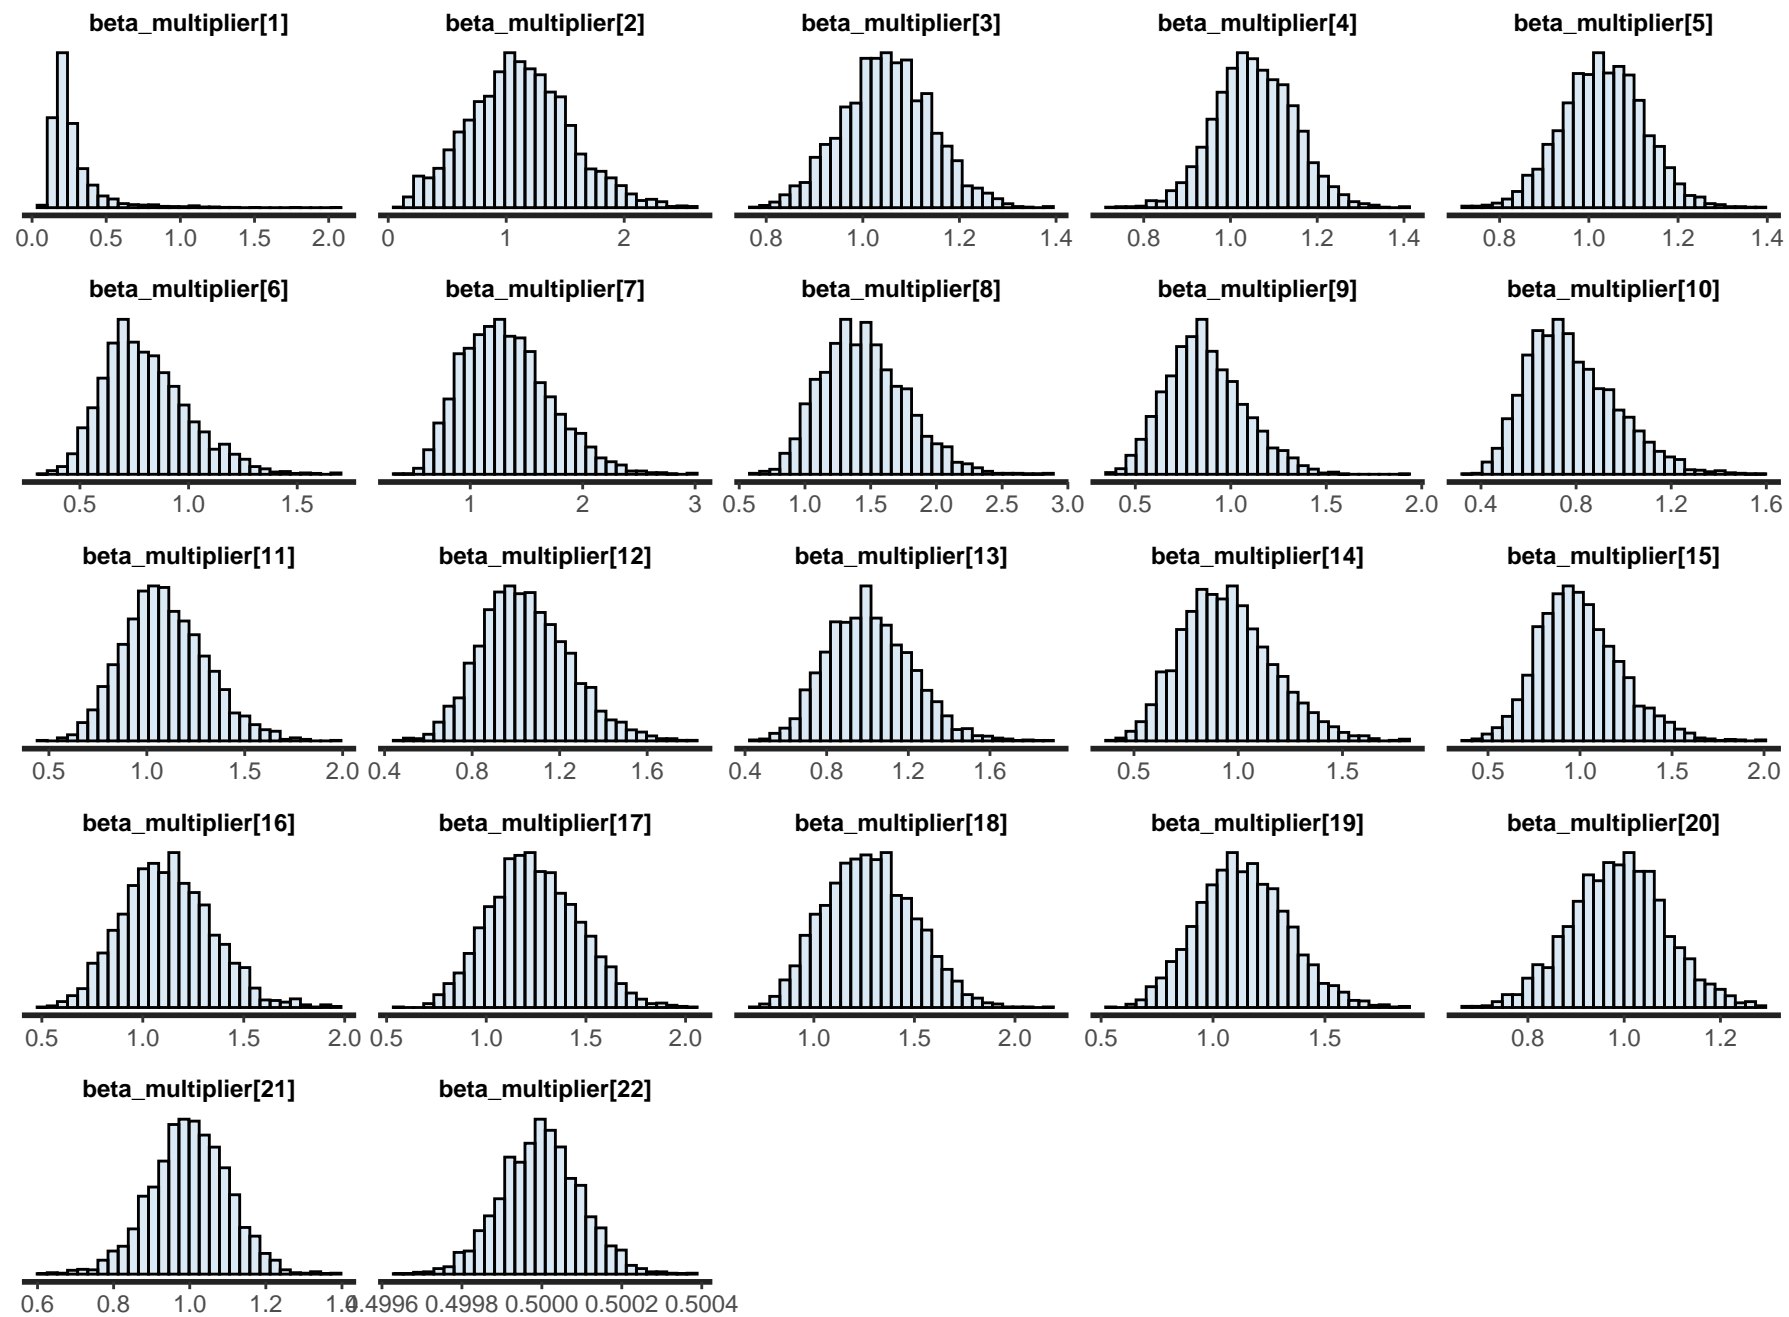 beta_multiplier[1] beta_multiplier[2] beta_multiplier[3] beta_multiplier[4] beta_multiplier[5]
0.0 0.5 1.0 1.5 2.0 0 1 2 0.8 1.0 1.2 1.4 0.8 1.0 1.2 1.4 0.8 1.0 1.2 1.4
beta_multiplier[6] beta_multiplier[7] beta_multiplier[8] beta_multiplier[9] beta_multiplier[10]
0.5 1.0 1.5 1 2 3 0.5 1.0 1.5 2.0 2.5 3.0 0.5 1.0 1.5 2.0 0.4 0.8 1.2 1.6
beta_multiplier[11] beta_multiplier[12] beta_multiplier[13] beta_multiplier[14] beta_multiplier[15]
0.5 1.0 1.5 2.0 0.4 0.8 1.2 1.6 0.4 0.8 1.2 1.6 0.5 1.0 1.5 0.5 1.0 1.5 2.0
beta_multiplier[16] beta_multiplier[17] beta_multiplier[18] beta_multiplier[19] beta_multiplier[20]
0.5 1.0 1.5 2.0 0.5 1.0 1.5 2.0 1.0 1.5 2.0 0.5 1.0 1.5 0.8 1.0 1.2
beta_multiplier[21] beta_multiplier[22]
0.6 0.8 1.0 1.2 1.4 0.4996 0.4998 0.5000 0.5002 0.5004